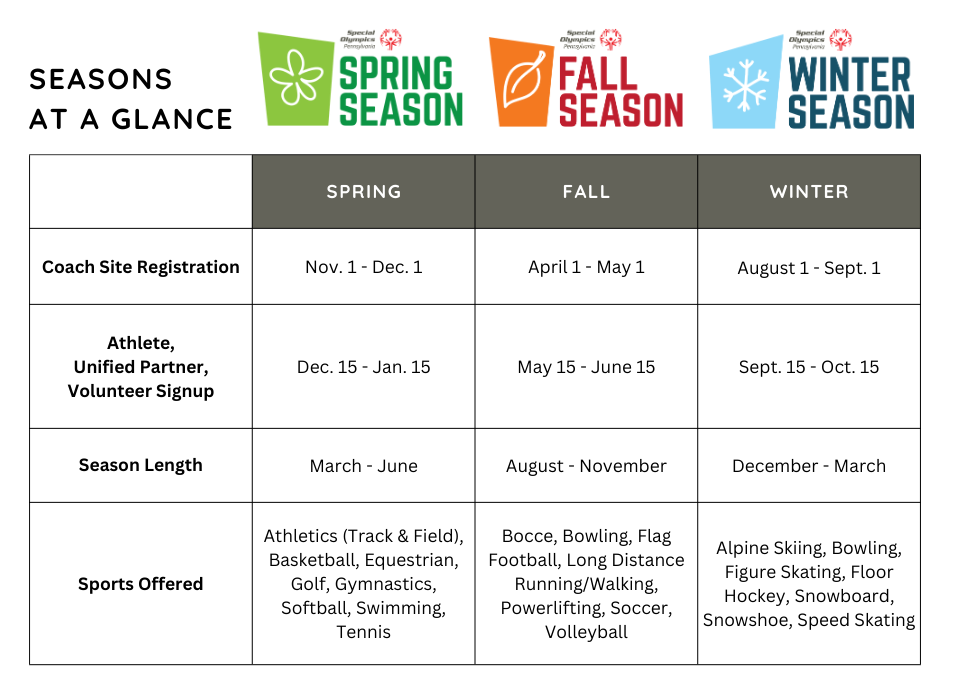 SEASONS
AT A GLANCE
Special
Olympics
Pennsylvania
SPRING
SEASON
Special
Olympics
Pennsylvania
FALL
SEASON
Special
Olympics
Pennsylvania
WINTER
SEASON
SPRING
FALL
WINTER
Coach Site Registration
Nov. 1 - Dec. 1
April 1 - May 1
August 1 - Sept. 1
Athlete,
Unified Partner,
Volunteer Signup
Dec. 15 - Jan. 15
May 15 - June 15
Sept. 15 - Oct. 15
Season Length
March - June
August - November
December - March
Sports Offered
Athletics (Track & Field),
Basketball, Equestrian,
Golf, Gymnastics,
Softball, Swimming,
Tennis
Bocce, Bowling, Flag
Football, Long Distance
Running/Walking,
Powerlifting, Soccer,
Volleyball
Alpine Skiing, Bowling,
Figure Skating, Floor
Hockey, Snowboard,
Snowshoe, Speed Skating